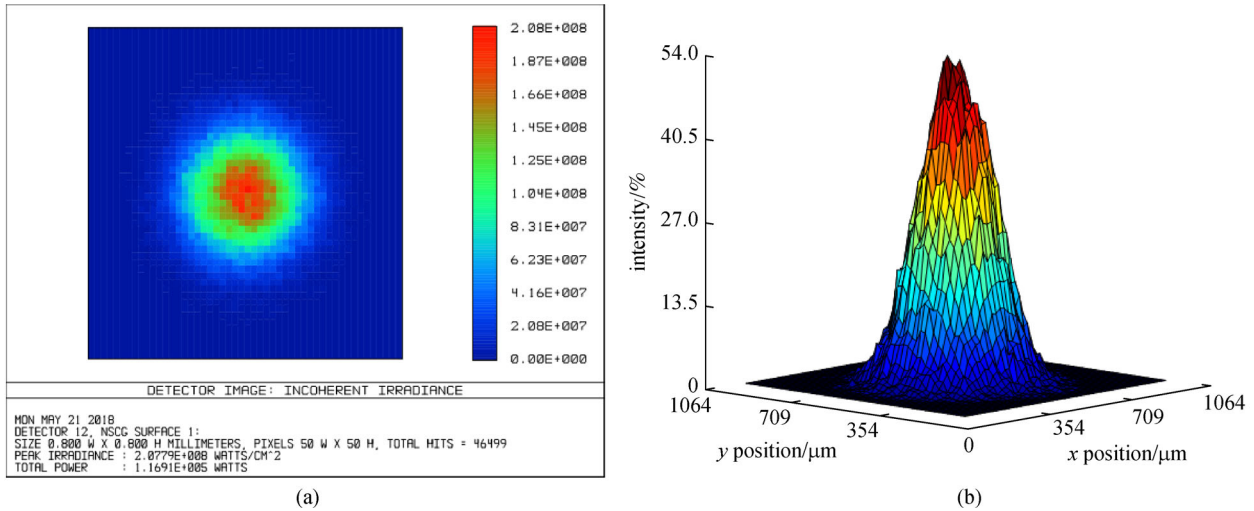 2.08E+008
1.87E+008
1.66E+008
1.45E+008
1.25E+008
1.04E+008
8.31E+007
6.23E+007
4.16E+007
2.08E+007
0.00E+000
DETECTOR IMAGE: INCOHERENT IRRADIANCE
MON MAY 21 2018
DETECTOR 12, NSCG SURFACE 1:
SIZE 0.800 W X 0.800 H MILLIMETERS, PIXELS 50 W X 50 H, TOTAL HITS = 46499
PEAK IRRADIANCE : 2.0779E+008 WATTS/CM^2
TOTAL POWER : 1.1691E+005 WATTS
(a)
54.0
40.5
27.0
13.5
0
intensity/%
1064
709
354
0
354
709
1064
y position/μm
x position/μm
(b)